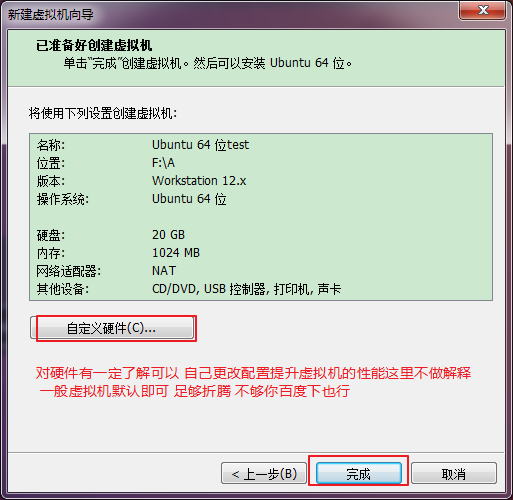 新建虚拟机向导
已准备好创建虚拟机
单击“完成”创建虚拟机。然后可以安装 Ubuntu 64 位。
将使用下列设置创建虚拟机:
名称: Ubuntu 64 位test
位置: F:\A
版本: Workstation 12.x
操作系统: Ubuntu 64 位
硬盘: 20 GB
内存: 1024 MB
网络适配器: NAT
其他设备: CD/DVD, USB 控制器, 打印机, 声卡
自定义硬件(C)...
对硬件有一定了解可以 自己更改配置提升虚拟机的性能这里不做解释
一般虚拟机默认即可 足够折腾 不够你百度下也行
< 上一步(B) 完成 取消